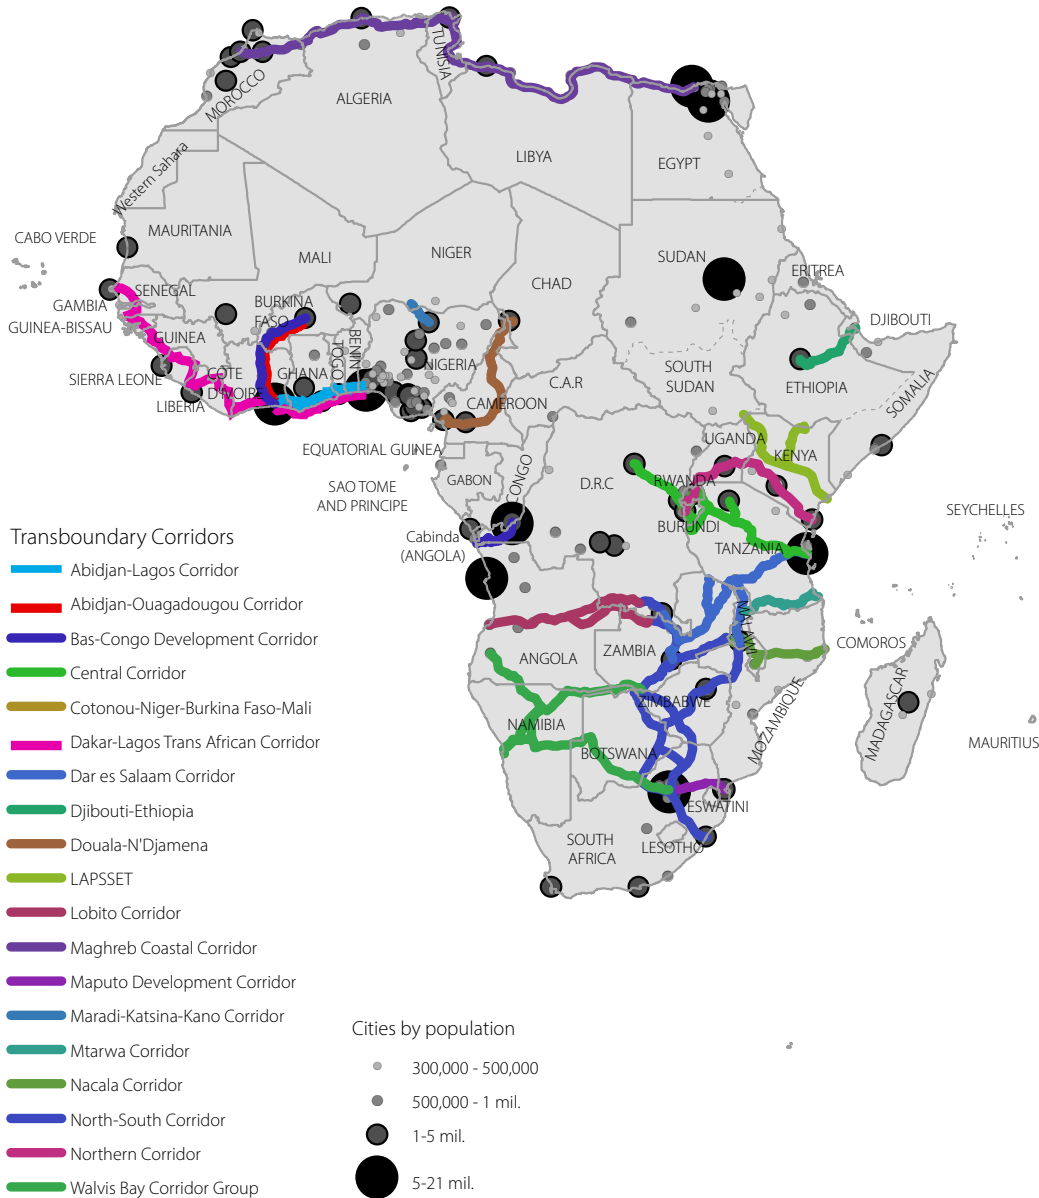 TUNISIA
MOROCCO
ALGERIA
LIBYA
EGYPT
Western Sahara
CABO VERDE
MAURITANIA
MALI
NIGER
CHAD
SUDAN
ERITREA
SENEGAL
GAMBIA
GUINEA-BISSAU
GUINEA
BURKINA
FASO
BENIN
TOGO
NIGERIA
DJIBOUTI
SIERRA LEONE
LIBERIA
COTE
D'IVOIRE
GHANA
CAMEROON
C.A.R
SOUTH
SUDAN
ETHIOPIA
SOMALIA
EQUATORIAL GUINEA
SAO TOME
AND PRINCIPE
GABON
CONGO
D.R.C
UGANDA
KENYA
RWANDA
BURUNDI
TANZANIA
SEYCHELLES
Cabinda
(ANGOLA)
ANGOLA
ZAMBIA
MALAWI
COMOROS
NAMIBIA
ZIMBABWE
BOTSWANA
MOZAMBIQUE
MADAGASCAR
MAURITIUS
ESWATINI
SOUTH
AFRICA
LESOTHO
Transboundary Corridors
Abidjan-Lagos Corridor
Abidjan-Ouagadougou Corridor
Bas-Congo Development Corridor
Central Corridor
Cotonou-Niger-Burkina Faso-Mali
Dakar-Lagos Trans African Corridor
Dar es Salaam Corridor
Djibouti-Ethiopia
Douala-N'Djamena
LAPSSET
Lobito Corridor
Maghreb Coastal Corridor
Maputo Development Corridor
Maradi-Katsina-Kano Corridor
Mtarwa Corridor
Nacala Corridor
North-South Corridor
Northern Corridor
Walvis Bay Corridor Group
Cities by population
300,000 - 500,000
500,000 - 1 mil.
1-5 mil.
5-21 mil.